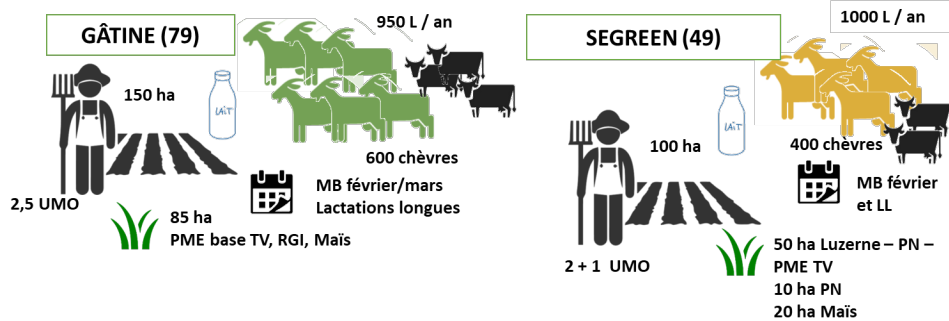 GÂTINE (79)
950 L / an
150 ha
LAIT
600 chèvres
MB février/mars
Lactations longues
2,5 UMO
85 ha
PME base TV, RGI, Maïs
SEGREEN (49)
1000 L / an
100 ha
LAIT
400 chèvres
MB février
et LL
2 + 1 UMO
50 ha Luzerne – PN –
PME TV
10 ha PN
20 ha Maïs